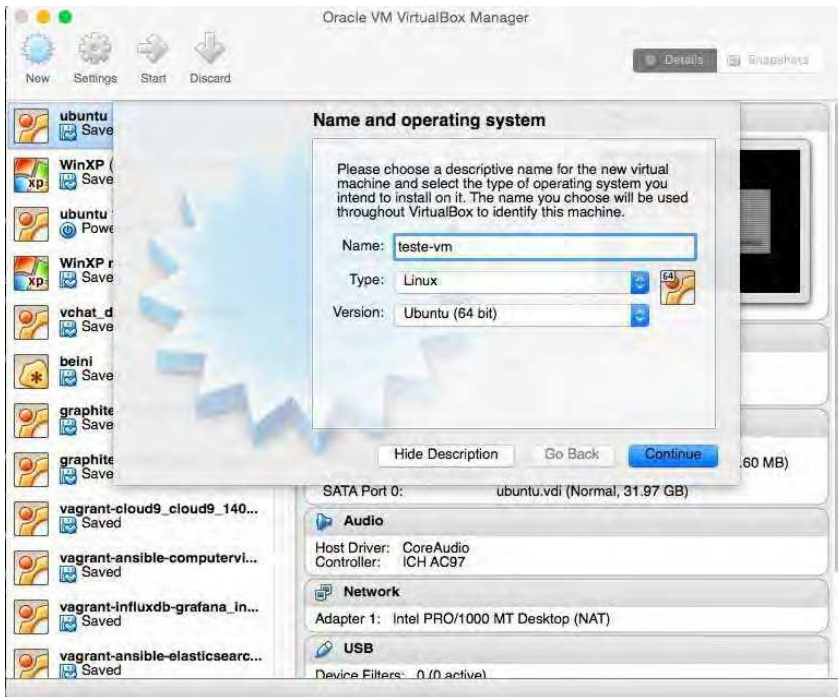 Oracle VM VirtualBox Manager
New Settings Start Discard
Details Snapshots
ubuntu
Save
WinXP (
Save
ubuntu
Powe
WinXP r
Save
vchat_d
Save
beini
Save
graphite
Save
graphite
Save
vagrant-cloud9_cloud9_140...
Saved
vagrant-ansible-computervi...
Saved
vagrant-influxdb-grafana_in...
Saved
vagrant-ansible-elasticsearc...
Saved
Name and operating system
Please choose a descriptive name for the new virtual
machine and select the type of operating system you
intend to install on it. The name you choose will be used
throughout VirtualBox to identify this machine.
Name: teste-vm
Type: Linux
64
Version: Ubuntu (64 bit)
Hide Description Go Back Continue
.60 MB)
SATA Port 0: ubuntu.vdi (Normal, 31.97 GB)
Audio
Host Driver: CoreAudio
Controller: ICH AC97
Network
Adapter 1: Intel PRO/1000 MT Desktop (NAT)
USB
Device Filters: 0 (0 active)